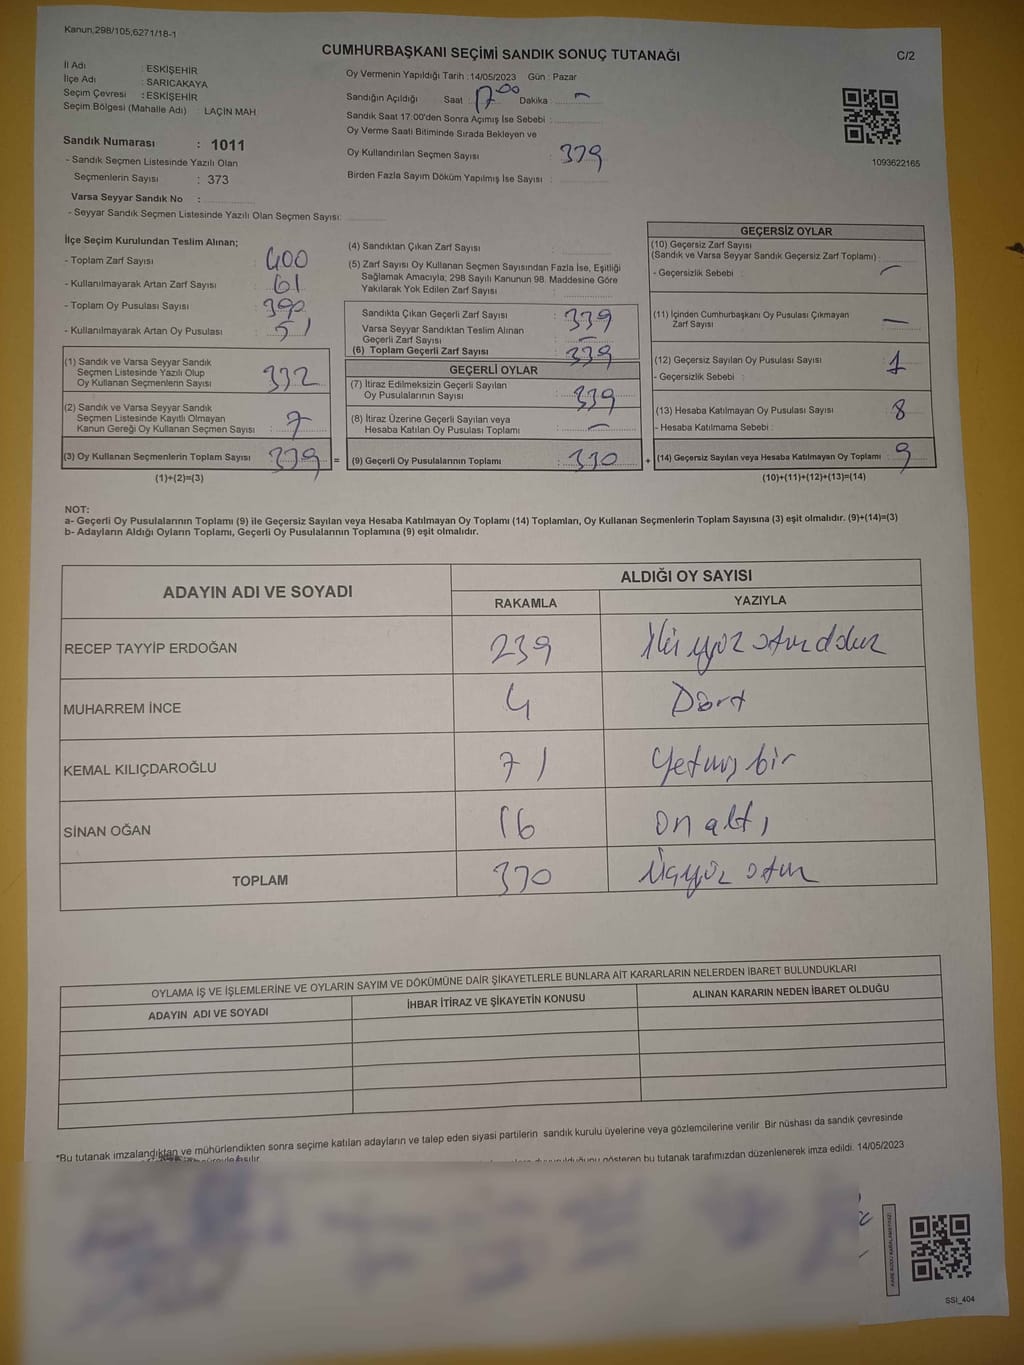 Kanun,298/105,6271/18-1
CUMHURBAŞKANI SEÇİMİ SANDIK SONUÇ TUTANAĞI
C/2
İl Adı : ESKİŞEHİR
İlçe Adı : SARICAKAYA
Seçim Çevresi : ESKİŞEHİR
Seçim Bölgesi (Mahalle Adı) : LAÇİN MAH
Sandık Numarası : 1011
- Sandık Seçmen Listesinde Yazılı Olan
Seçmenlerin Sayısı : 373
Varsa Seyyar Sandık No :
- Seyyar Sandık Seçmen Listesinde Yazılı Olan Seçmen Sayısı:
Oy Vermenin Yapıldığı Tarih :14/05/2023 Gün : Pazar
Sandığın Açıldığı Saat : 17.00 Dakika : -
Sandık Saat 17.00'den Sonra Açımış İse Sebebi :
Oy Verme Saati Bitiminde Sırada Bekleyen ve
Oy Kullandırılan Seçmen Sayısı : 339
Birden Fazla Sayım Döküm Yapılmış İse Sayısı :
1093622165
İlçe Seçim Kurulundan Teslim Alınan;
- Toplam Zarf Sayısı : 400
- Kullanılmayarak Artan Zarf Sayısı : 61
- Toplam Oy Pusulası Sayısı : 390
- Kullanılmayarak Artan Oy Pusulası : 51
(1) Sandık ve Varsa Seyyar Sandık
Seçmen Listesinde Yazılı Olup
Oy Kullanan Seçmenlerin Sayısı : 332
(2) Sandık ve Varsa Seyyar Sandık
Seçmen Listesinde Kayıtlı Olmayan
Kanun Gereği Oy Kullanan Seçmen Sayısı : 7
(3) Oy Kullanan Seçmenlerin Toplam Sayısı : 339 =
(1)+(2)=(3)
(4) Sandıktan Çıkan Zarf Sayısı :
(5) Zarf Sayısı Oy Kullanan Seçmen Sayısından Fazla İse, Eşitliği
Sağlamak Amacıyla; 298 Sayılı Kanunun 98. Maddesine Göre
Yakılarak Yok Edilen Zarf Sayısı :
Sandıkta Çıkan Geçerli Zarf Sayısı : 339
Varsa Seyyar Sandıktan Teslim Alınan
Geçerli Zarf Sayısı : -
(6) Toplam Geçerli Zarf Sayısı : 339
GEÇERLİ OYLAR
(7) İtiraz Edilmeksizin Geçerli Sayılan
Oy Pusulalarının Sayısı : 339
(8) İtiraz Üzerine Geçerli Sayılan veya
Hesaba Katılan Oy Pusulası Toplamı : -
(9) Geçerli Oy Pusulalarının Toplamı : 330 +
GEÇERSİZ OYLAR
(10) Geçersiz Zarf Sayısı
(Sandık ve Varsa Seyyar Sandık Geçersiz Zarf Toplamı) :
- Geçersizlik Sebebi : -
(11) İçinden Cumhurbaşkanı Oy Pusulası Çıkmayan
Zarf Sayısı : -
(12) Geçersiz Sayılan Oy Pusulası Sayısı : 1
- Geçersizlik Sebebi :
(13) Hesaba Katılmayan Oy Pusulası Sayısı : 8
- Hesaba Katılmama Sebebi :
(14) Geçersiz Sayılan veya Hesaba Katılmayan Oy Toplamı : 9
(10)+(11)+(12)+(13)=(14)
NOT:
a- Geçerli Oy Pusulalarının Toplamı (9) ile Geçersiz Sayılan veya Hesaba Katılmayan Oy Toplamı (14) Toplamları, Oy Kullanan Seçmenlerin Toplam Sayısına (3) eşit olmalıdır. (9)+(14)=(3)
b- Adayların Aldığı Oyların Toplamı, Geçerli Oy Pusulalarının Toplamına (9) eşit olmalıdır.
ADAYIN ADI VE SOYADI
ALDIĞI OY SAYISI
RAKAMLA YAZIYLA
RECEP TAYYİP ERDOĞAN 239 İki yüz otuz dokuz
MUHARREM İNCE 4 Dört
KEMAL KILIÇDAROĞLU 71 Yetmiş bir
SİNAN OĞAN 16 on altı
TOPLAM 330 üçyüz otuz
OYLAMA İŞ VE İŞLEMLERİNE VE OYLARIN SAYIM VE DÖKÜMÜNE DAİR ŞİKAYETLERLE BUNLARA AİT KARARLARIN NELERDEN İBARET BULUNDUKLARI
ADAYIN ADI VE SOYADI
İHBAR İTİRAZ VE ŞİKAYETİN KONUSU
ALINAN KARARIN NEDEN İBARET OLDUĞU
*Bu tutanak imzalandıktan ve mühürlendikten sonra seçime katılan adayların ve talep eden siyasi partilerin sandık kurulu üyelerine veya gözlemcilerine verilir Bir nüshası da sandık çevresinde
gösteren bu tutanak tarafımızdan düzenlenerek imza edildi. 14/05/2023
SSI_404